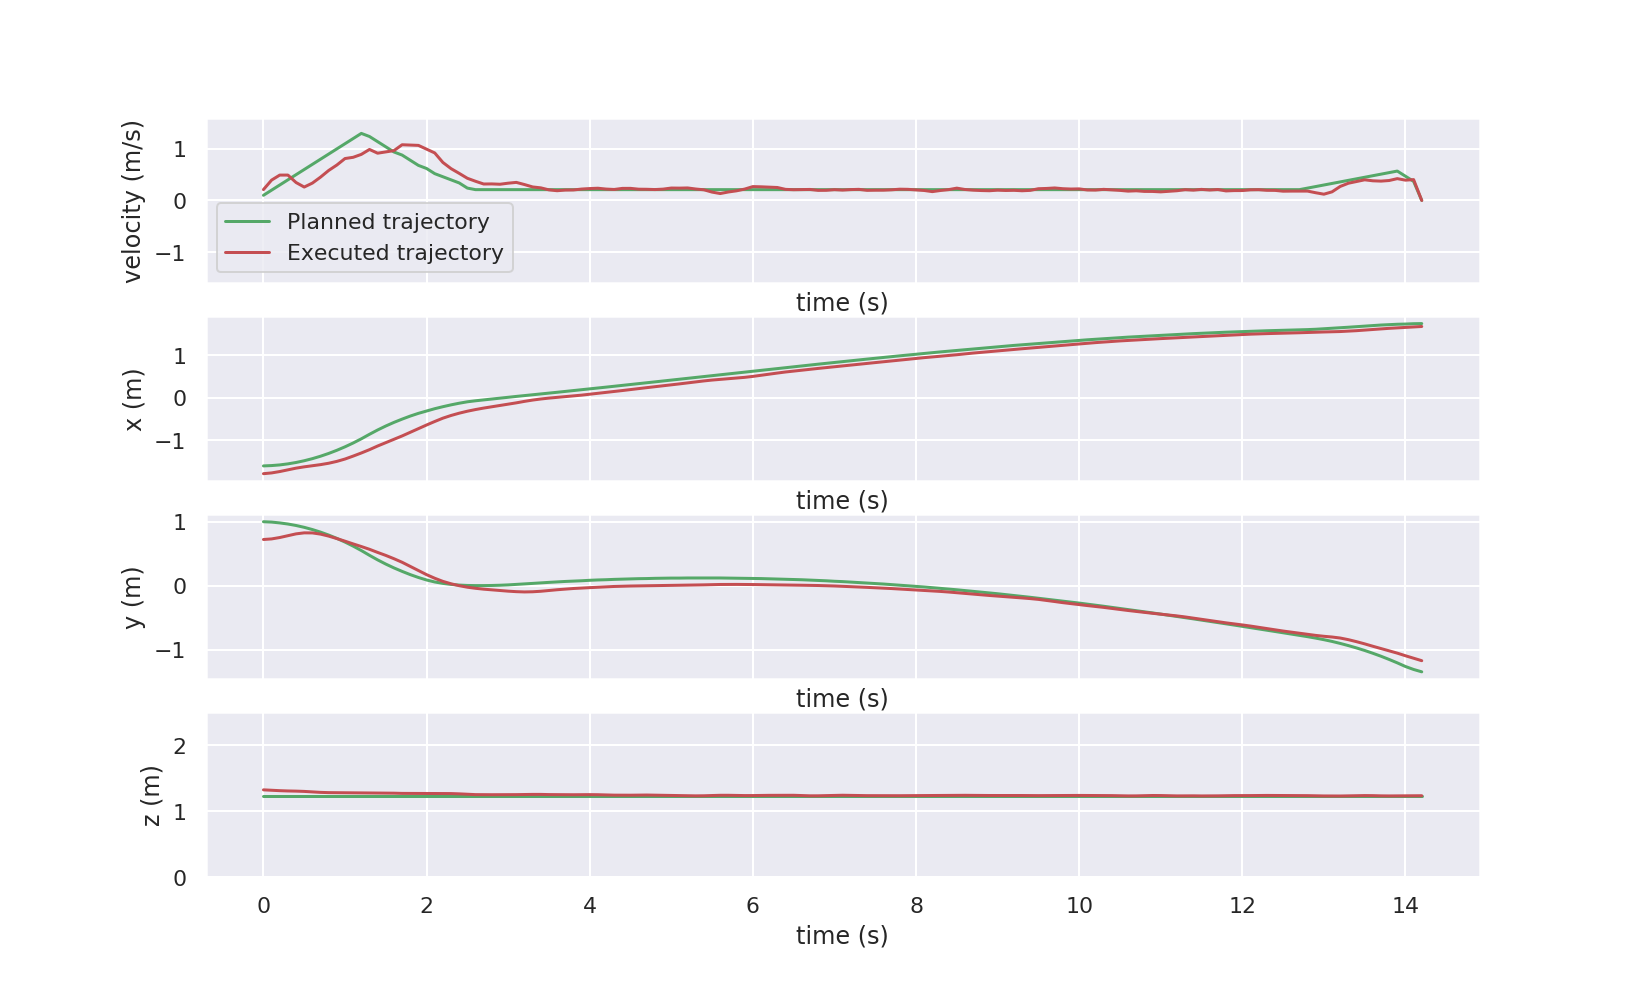 velocity (m/s)
1
0
−1
Planned trajectory
Executed trajectory
time (s)
x (m)
1
0
−1
time (s)
y (m)
1
0
−1
time (s)
z (m)
2
1
0
0 2 4 6 8 10 12 14
time (s)